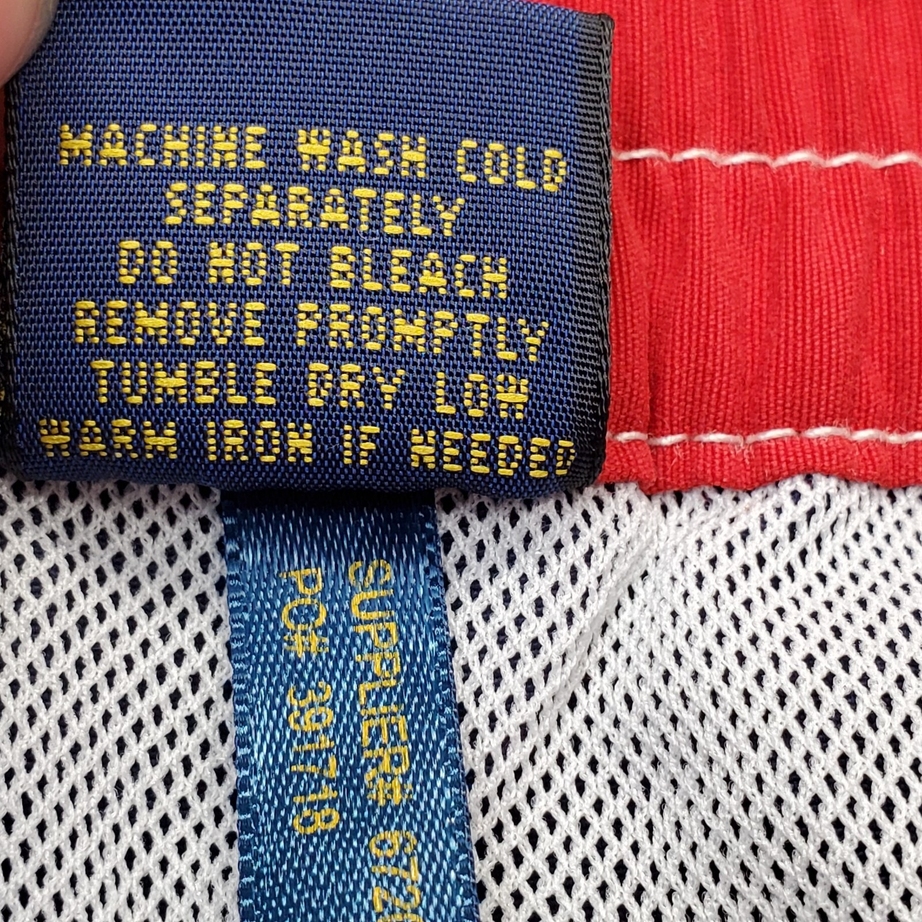 MACHINE WASH COLD
SEPARATELY
DO NOT BLEACH
REMOVE PROMPTLY
TUMBLE DRY LOW
WARM IRON IF NEEDED
SUPPLIER#
PO# 391718